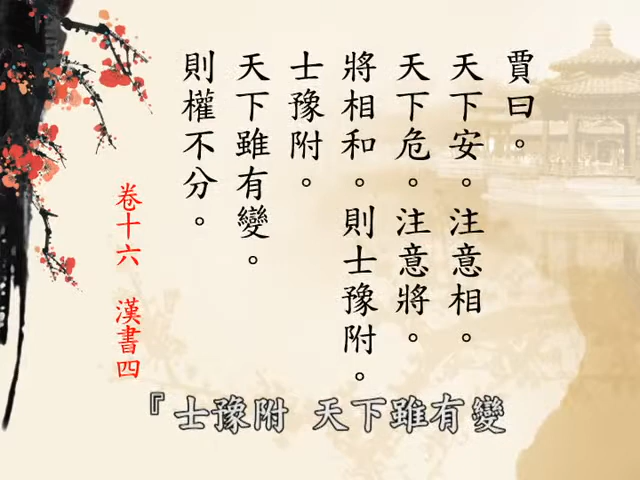 賈曰。
天下安。注意相。
天下危。注意將。
將相和。則士豫附。
士豫附。
天下雖有變。
則權不分。
卷十六 漢書四
『士豫附 天下雖有變